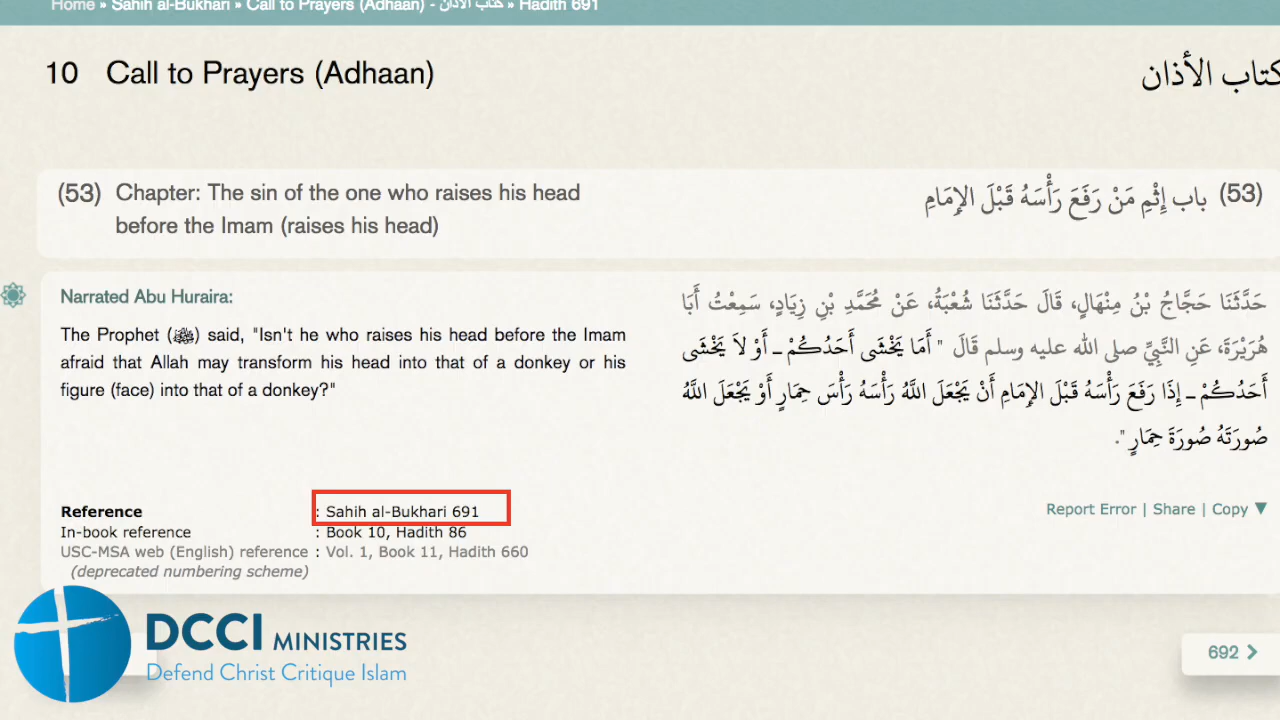 Home » Sahih al-Bukhari » Call to Prayers (Adhaan) - كتاب الأذان » Hadith 691
10 Call to Prayers (Adhaan)
كتاب الأذان
(53) Chapter: The sin of the one who raises his head
before the Imam (raises his head)
(53) باب إِثْمِ مَنْ رَفَعَ رَأْسَهُ قَبْلَ الإِمَامِ
Narrated Abu Huraira:
The Prophet (ﷺ) said, "Isn't he who raises his head before the Imam
afraid that Allah may transform his head into that of a donkey or his
figure (face) into that of a donkey?"
حَدَّثَنَا حَجَّاجُ بْنُ مِنْهَالٍ، قَالَ حَدَّثَنَا شُعْبَةُ، عَنْ مُحَمَّدِ بْنِ زِيَادٍ، سَمِعْتُ أَبَا
هُرَيْرَةَ، عَنِ النَّبِيِّ صلى الله عليه وسلم قَالَ " أَمَا يَخْشَى أَحَدُكُمْ ـ أَوْ لاَ يَخْشَى
أَحَدُكُمْ ـ إِذَا رَفَعَ رَأْسَهُ قَبْلَ الإِمَامِ أَنْ يَجْعَلَ اللَّهُ رَأْسَهُ رَأْسَ حِمَارٍ أَوْ يَجْعَلَ اللَّهُ
صُورَتَهُ صُورَةَ حِمَارٍ ".
Reference : Sahih al-Bukhari 691
In-book reference : Book 10, Hadith 86
USC-MSA web (English) reference : Vol. 1, Book 11, Hadith 660
(deprecated numbering scheme)
Report Error | Share | Copy ▼
DCCI MINISTRIES
Defend Christ Critique Islam
692 >